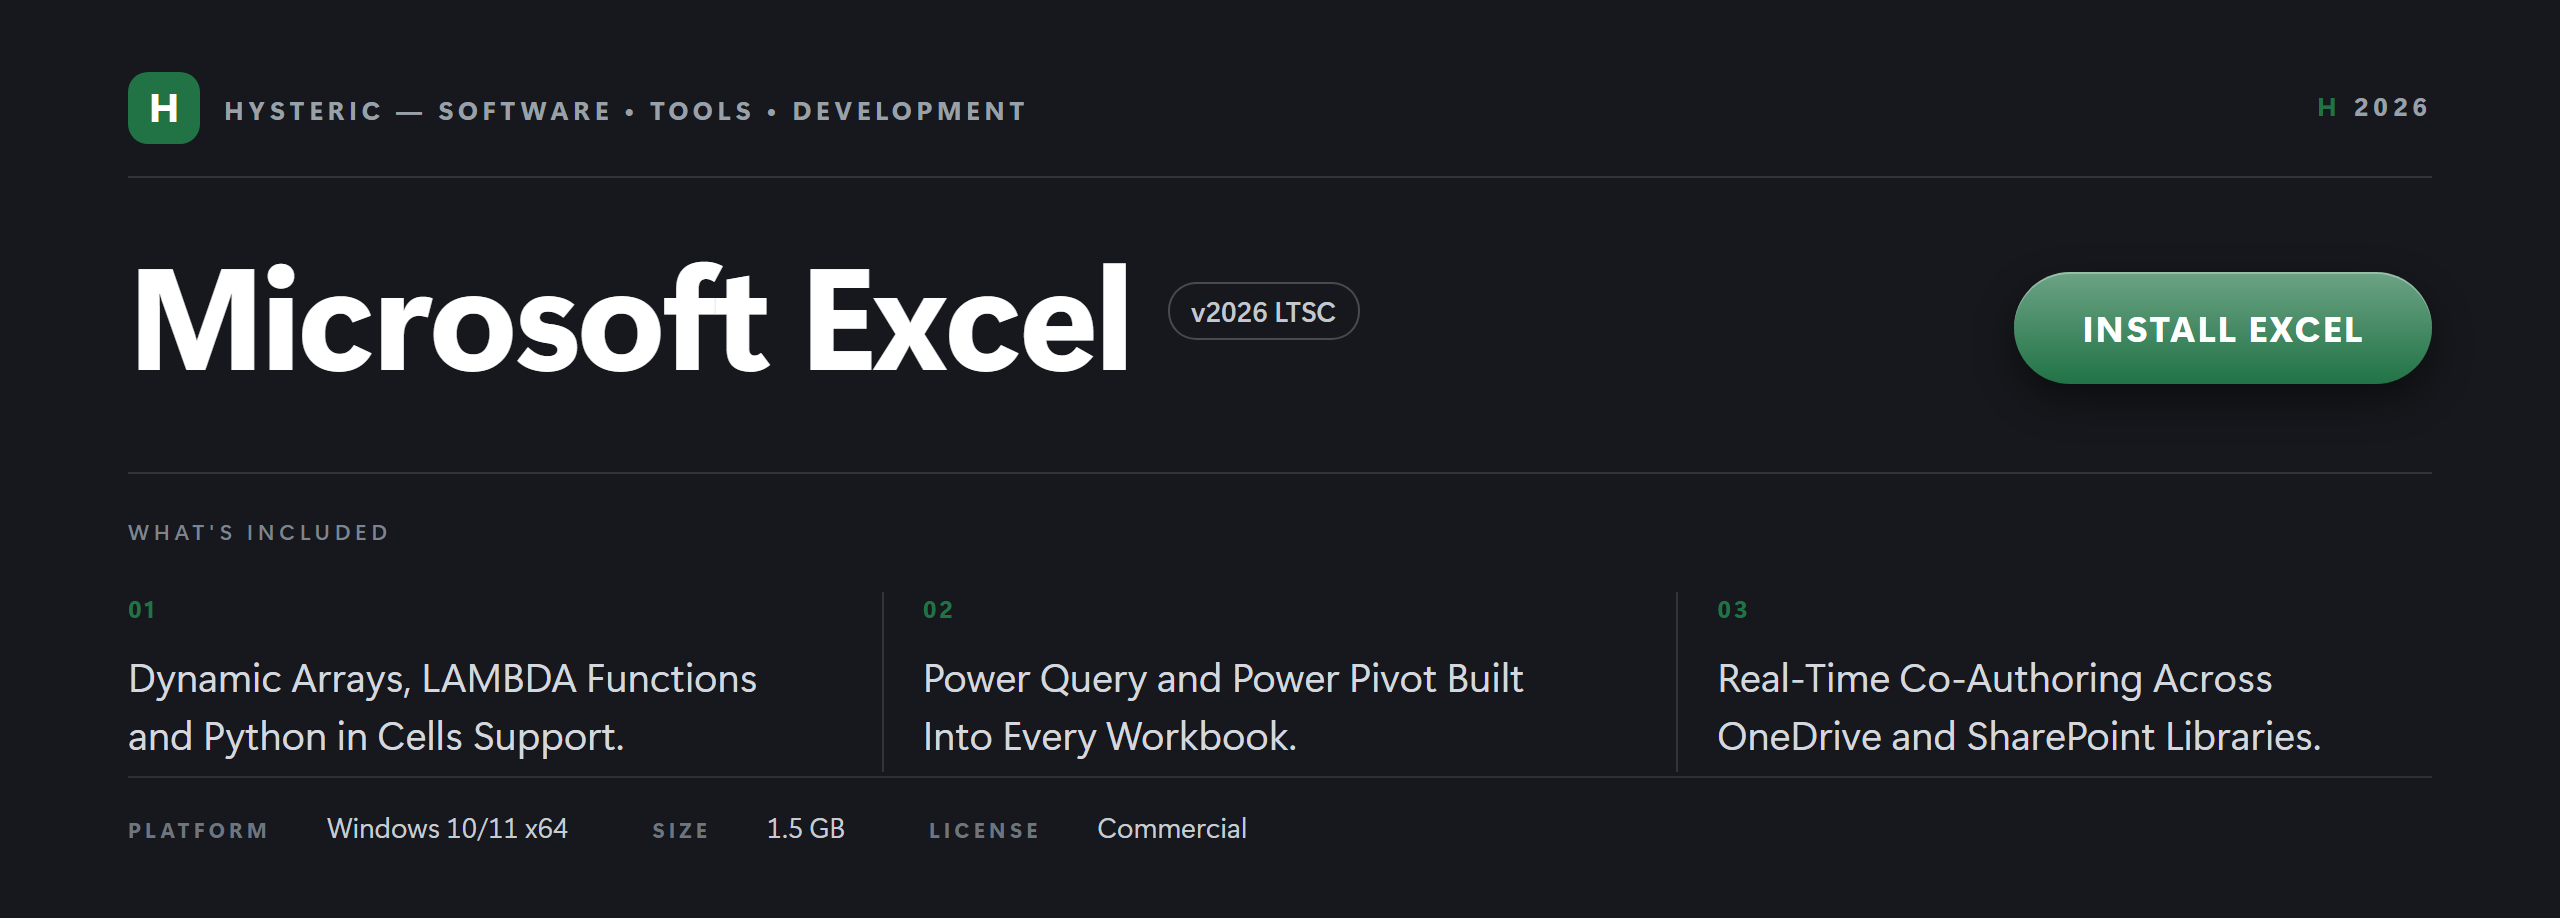 H HYSTERIC — SOFTWARE • TOOLS • DEVELOPMENT
H 2026
Microsoft Excel v2026 LTSC
INSTALL EXCEL
WHAT'S INCLUDED
01
Dynamic Arrays, LAMBDA Functions
and Python in Cells Support.
02
Power Query and Power Pivot Built
Into Every Workbook.
03
Real-Time Co-Authoring Across
OneDrive and SharePoint Libraries.
PLATFORM Windows 10/11 x64 SIZE 1.5 GB LICENSE Commercial